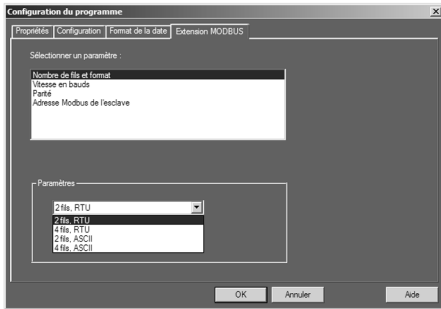 Configuration du programme
Propriétés Configuration Format de la date Extension MODBUS
Sélectionner un paramètre :
Nombre de fils et format
Vitesse en bauds
Parité
Adresse Modbus de l'esclave
Paramètres
2 fils, RTU
2 fils, RTU
4 fils, RTU
2 fils, ASCII
4 fils, ASCII
OK Annuler Aide